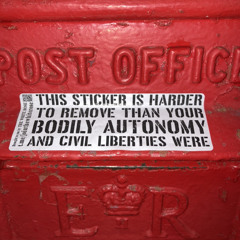 POST OFFICE
THIS STICKER IS HARDER
TO REMOVE THAN YOUR
BODILY AUTONOMY
AND CIVIL LIBERTIES WERE
E R